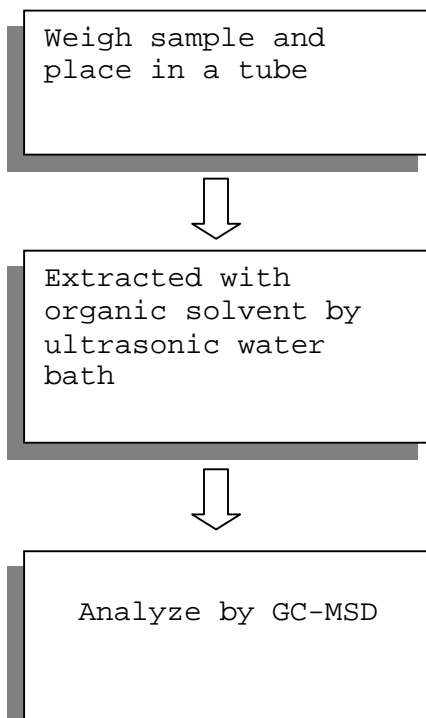 Weigh sample and
place in a tube
Extracted with
organic solvent by
ultrasonic water
bath
Analyze by GC-MSD